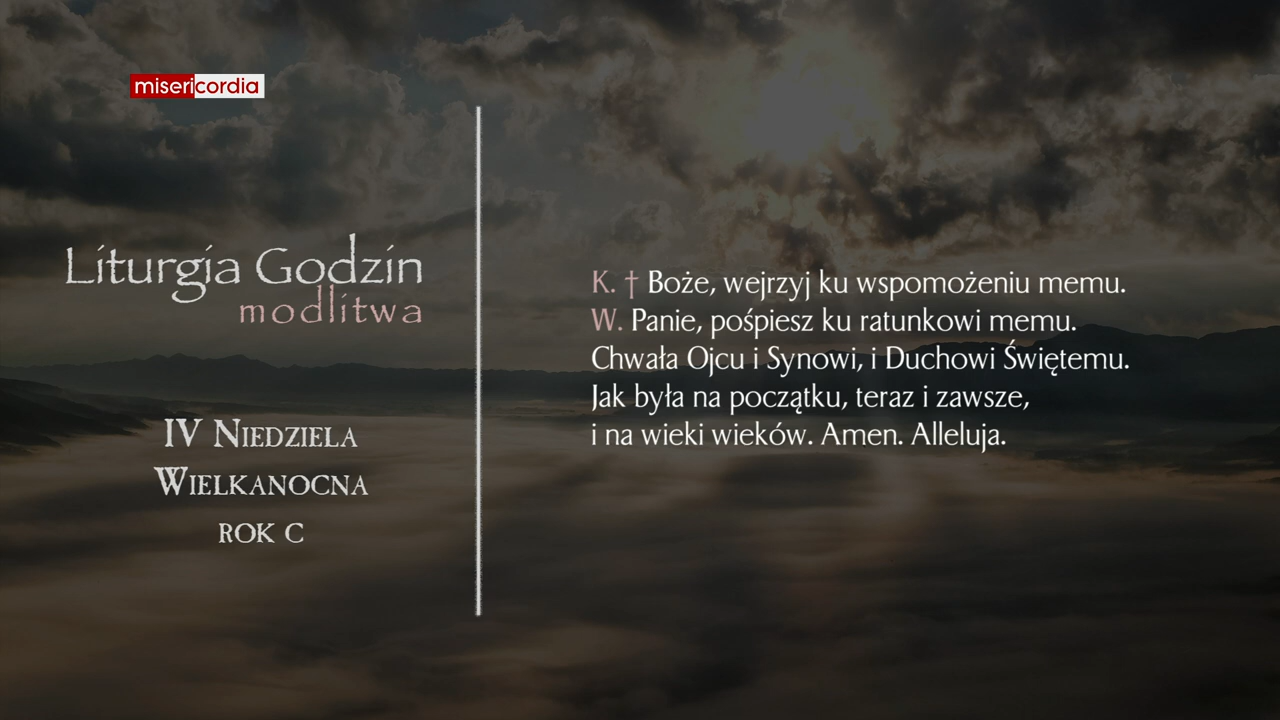 misericordia
Liturgia Godzin
modlitwa
IV Niedziela
Wielkanocna
rok C
K. † Boże, wejrzyj ku wspomożeniu memu.
W. Panie, pośpiesz ku ratunkowi memu.
Chwała Ojcu i Synowi, i Duchowi Świętemu.
Jak była na początku, teraz i zawsze,
i na wieki wieków. Amen. Alleluja.